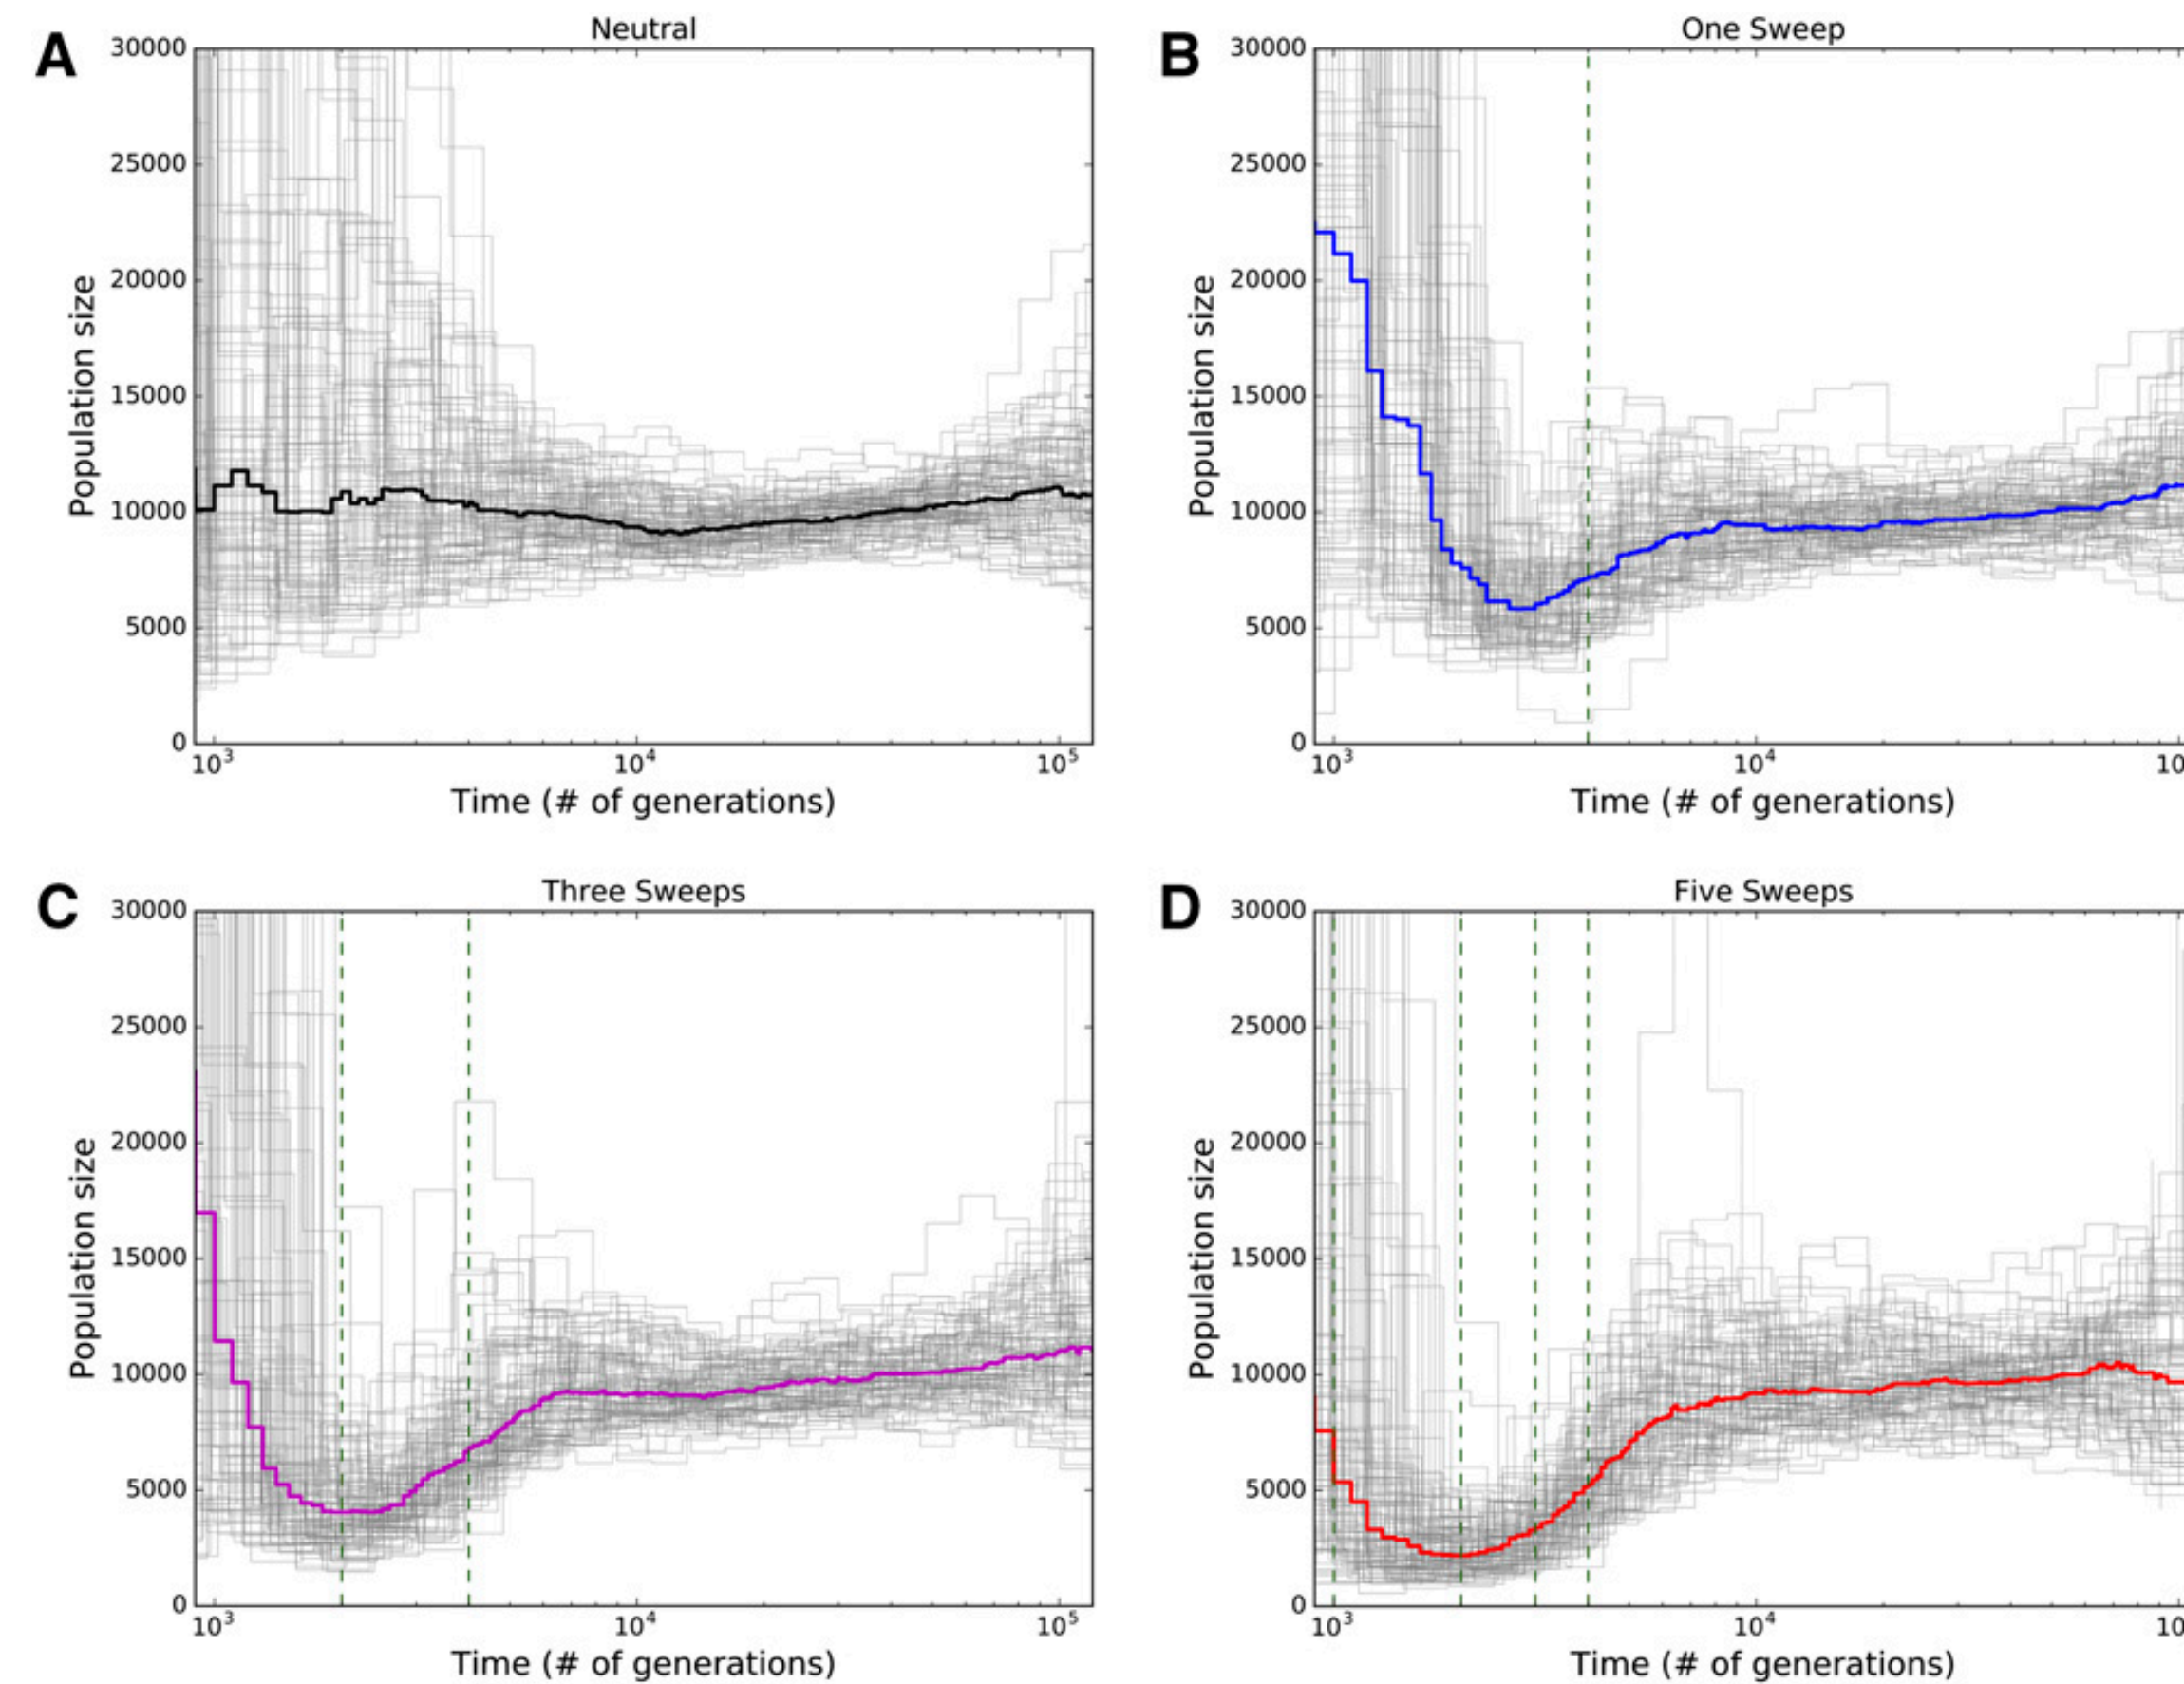 A
Neutral
30000
25000
20000
15000
10000
5000
0
Population size
10³
10⁴
10⁵
Time (# of generations)
B
One Sweep
30000
25000
20000
15000
10000
5000
0
Population size
10³
10⁴
10
Time (# of generations)
C
Three Sweeps
30000
25000
20000
15000
10000
5000
0
Population size
10³
10⁴
10⁵
Time (# of generations)
D
Five Sweeps
30000
25000
20000
15000
10000
5000
0
Population size
10³
10⁴
10
Time (# of generations)